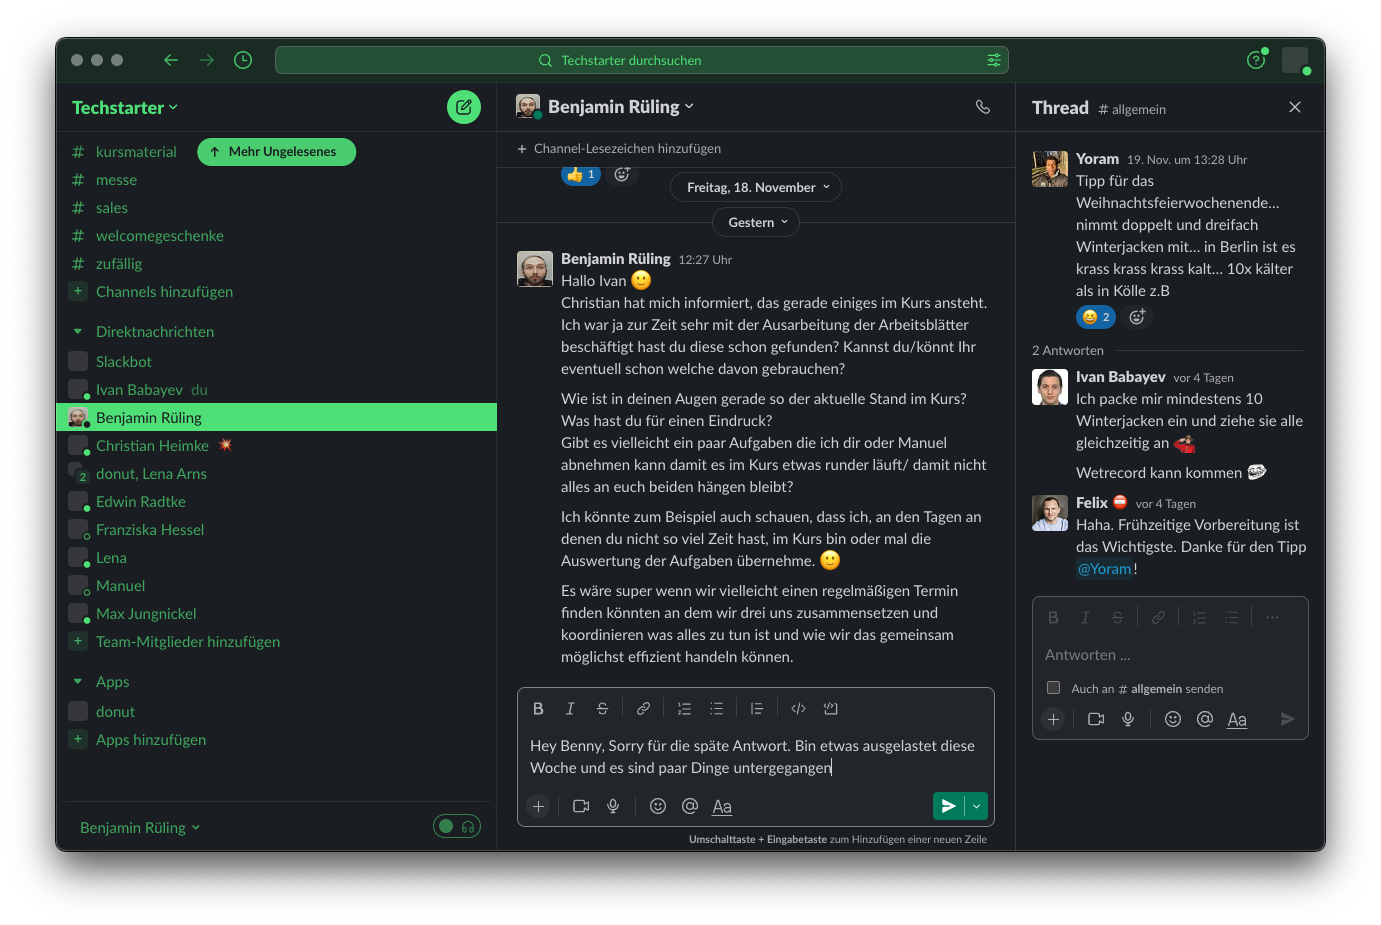 Techstarter durchsuchen
Techstarter
kursmaterial
Mehr Ungelesenes
messe
sales
welcomegeschenke
zufällig
Channels hinzufügen
Direktnachrichten
Slackbot
Ivan Babayev du
Benjamin Rüling
Christian Heimke
2 donut, Lena Arns
Edwin Radtke
Franziska Hessel
Lena
Manuel
Max Jungnickel
+ Team-Mitglieder hinzufügen
Apps
donut
+ Apps hinzufügen
Benjamin Rüling
Benjamin Rüling
+ Channel-Lesezeichen hinzufügen
1
Freitag, 18. November
Gestern
Benjamin Rüling 12:27 Uhr
Hallo Ivan 🙂
Christian hat mich informiert, das gerade einiges im Kurs ansteht.
Ich war ja zur Zeit sehr mit der Ausarbeitung der Arbeitsblätter
beschäftigt hast du diese schon gefunden? Kannst du/könnt Ihr
eventuell schon welche davon gebrauchen?
Wie ist in deinen Augen gerade so der aktuelle Stand im Kurs?
Was hast du für einen Eindruck?
Gibt es vielleicht ein paar Aufgaben die ich dir oder Manuel
abnehmen kann damit es im Kurs etwas runder läuft/ damit nicht
alles an euch beiden hängen bleibt?
Ich könnte zum Beispiel auch schauen, dass ich, an den Tagen an
denen du nicht so viel Zeit hast, im Kurs bin oder mal die
Auswertung der Aufgaben übernehme. 🙂
Es wäre super wenn wir vielleicht einen regelmäßigen Termin
finden könnten an dem wir drei uns zusammensetzen und
koordinieren was alles zu tun ist und wie wir das gemeinsam
möglichst effizient handeln können.
B I S
Hey Benny, Sorry für die späte Antwort. Bin etwas ausgelastet diese
Woche und es sind paar Dinge untergegangen
Aa
Umschalttaste + Eingabetaste zum Hinzufügen einer neuen Zeile
Thread # allgemein
Yoram 19. Nov. um 13:28 Uhr
Tipp für das
Weihnachtsfeierwochenende...
nimmt doppelt und dreifach
Winterjacken mit... in Berlin ist es
krass krass krass kalt... 10x kälter
als in Kölle z.B
2
2 Antworten
Ivan Babayev vor 4 Tagen
Ich packe mir mindestens 10
Winterjacken ein und ziehe sie alle
gleichzeitig an
Wetrecord kann kommen
Felix vor 4 Tagen
Haha. Frühzeitige Vorbereitung ist
das Wichtigste. Danke für den Tipp
@Yoram!
B I S
Antworten ...
Auch an # allgemein senden
Aa